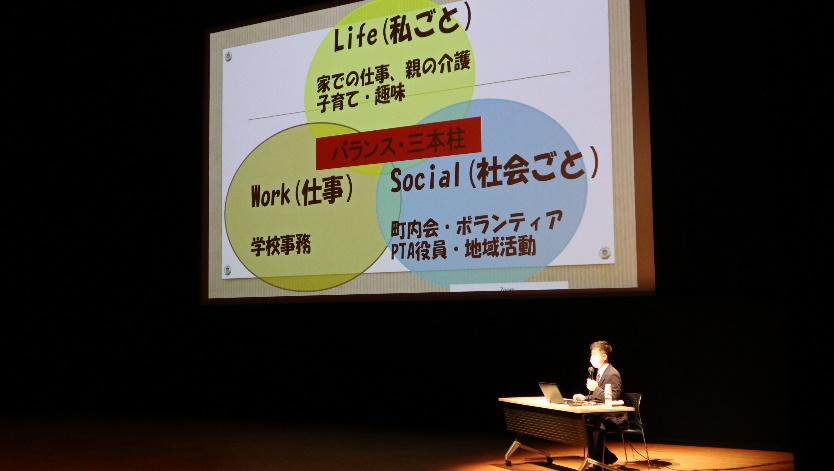 Life(私ごと)
家での仕事、親の介護
子育て・趣味
バランス・三本柱
Work(仕事)
学校事務
Social(社会ごと)
町内会・ボランティア
PTA役員・地域活動